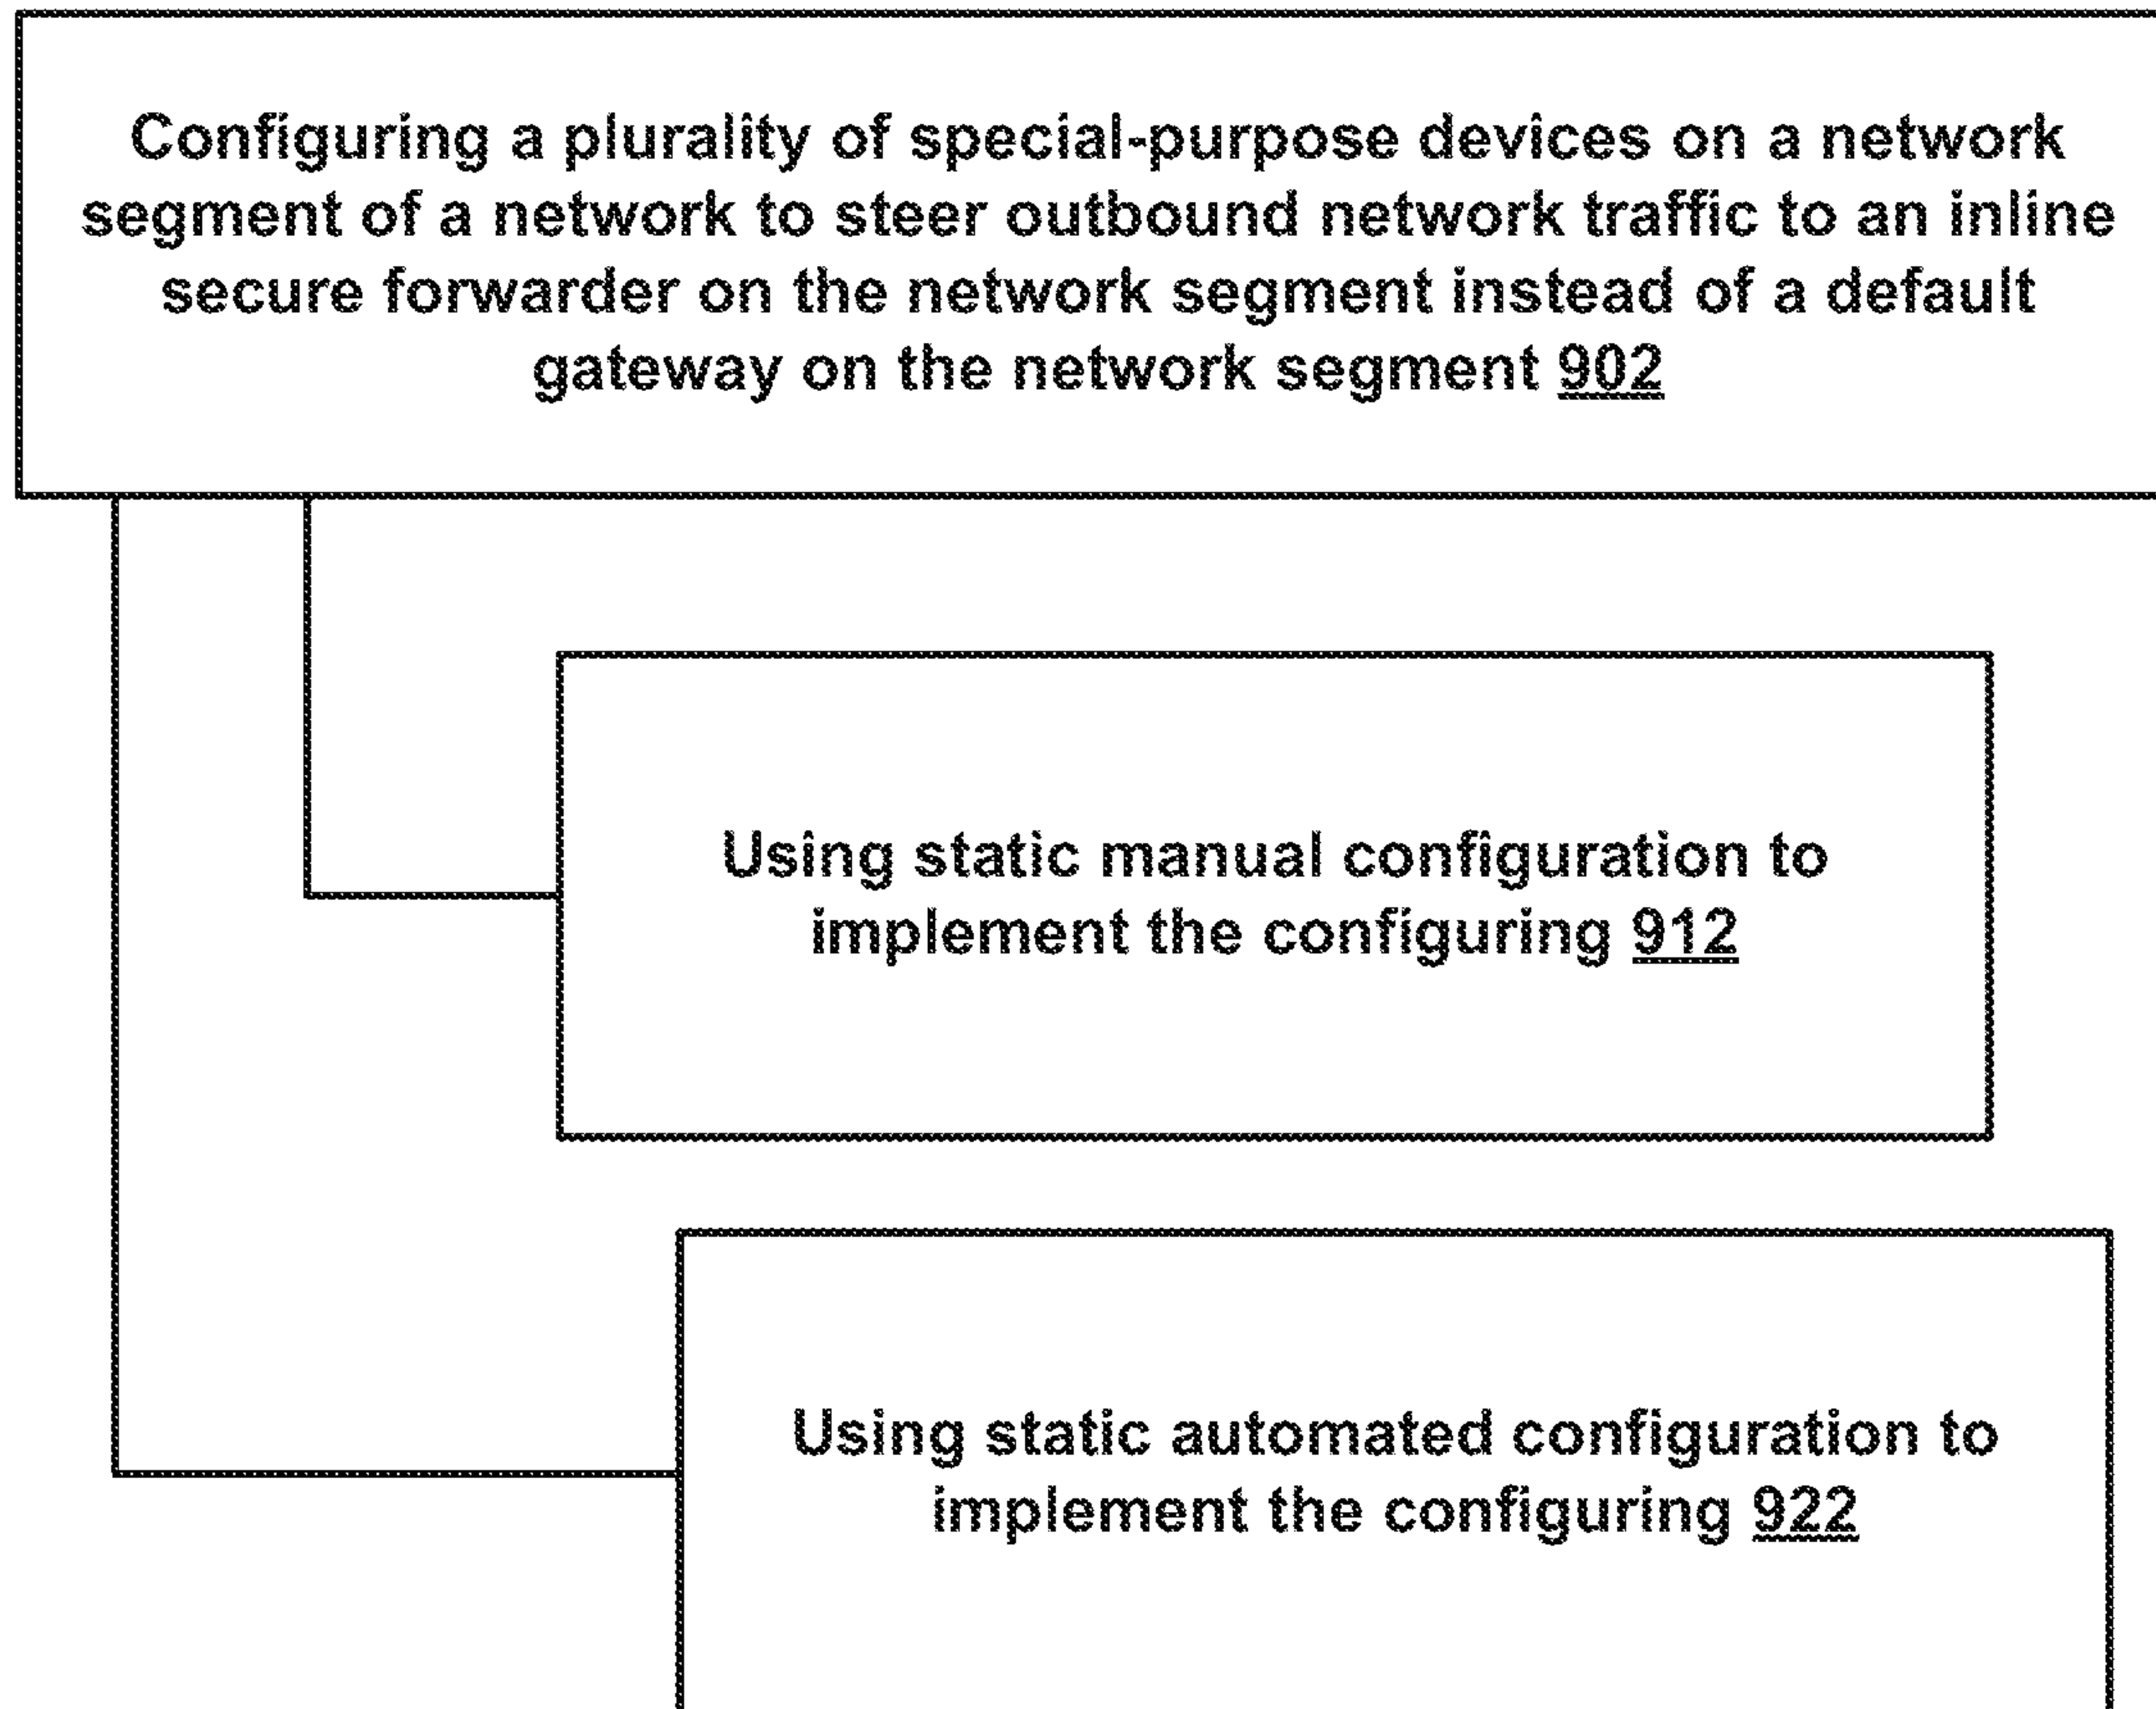 Configuring a plurality of special-purpose devices on a network
segment of a network to steer outbound network traffic to an inline
secure forwarder on the network segment instead of a default
gateway on the network segment 902
Using static manual configuration to
implement the configuring 912
Using static automated configuration to
implement the configuring 922